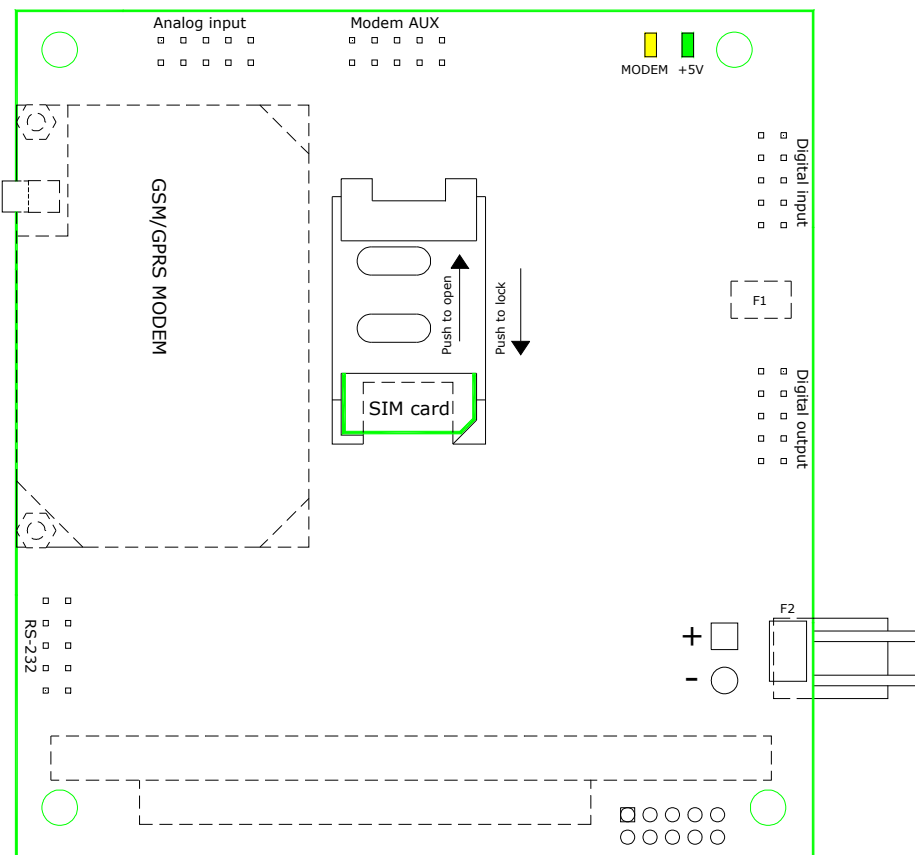 Analog input
Modem AUX
MODEM
+5V
Digital input
GSM/GPRS MODEM
Push to open
Push to lock
F1
SIM card
Digital output
RS-232
F2
+
-